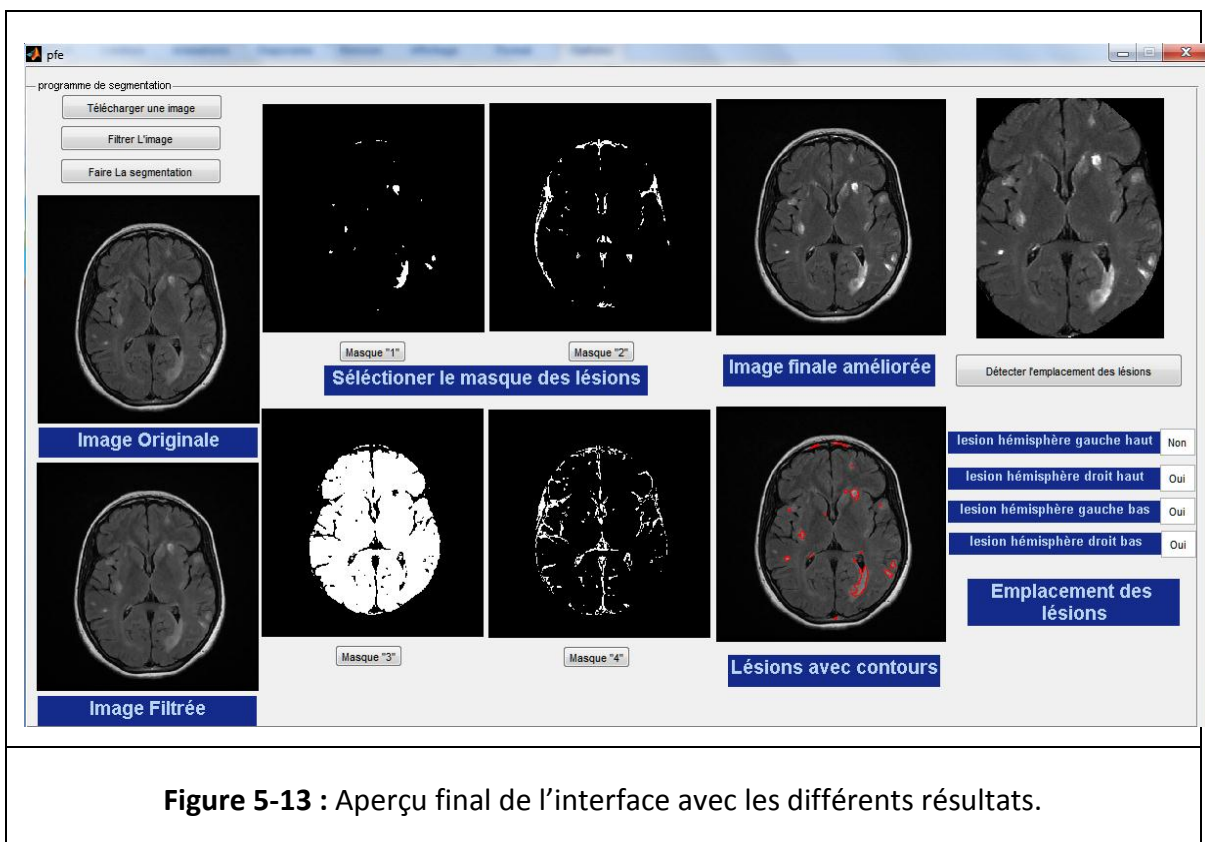 pfe
programme de segmentation
Télécharger une image
Filtrer L'image
Faire La segmentation
Image Originale
Image Filtrée
Masque "1"
Masque "2"
Séléctioner le masque des lésions
Masque "3"
Masque "4"
Image finale améliorée
Lésions avec contours
Détecter l'emplacement des lésions
lesion hémisphère gauche haut Non
lesion hémisphère droit haut Oui
lesion hémisphère gauche bas Oui
lesion hémisphère droit bas Oui
Emplacement des
lésions
Figure 5-13 : Aperçu final de l’interface avec les différents résultats.